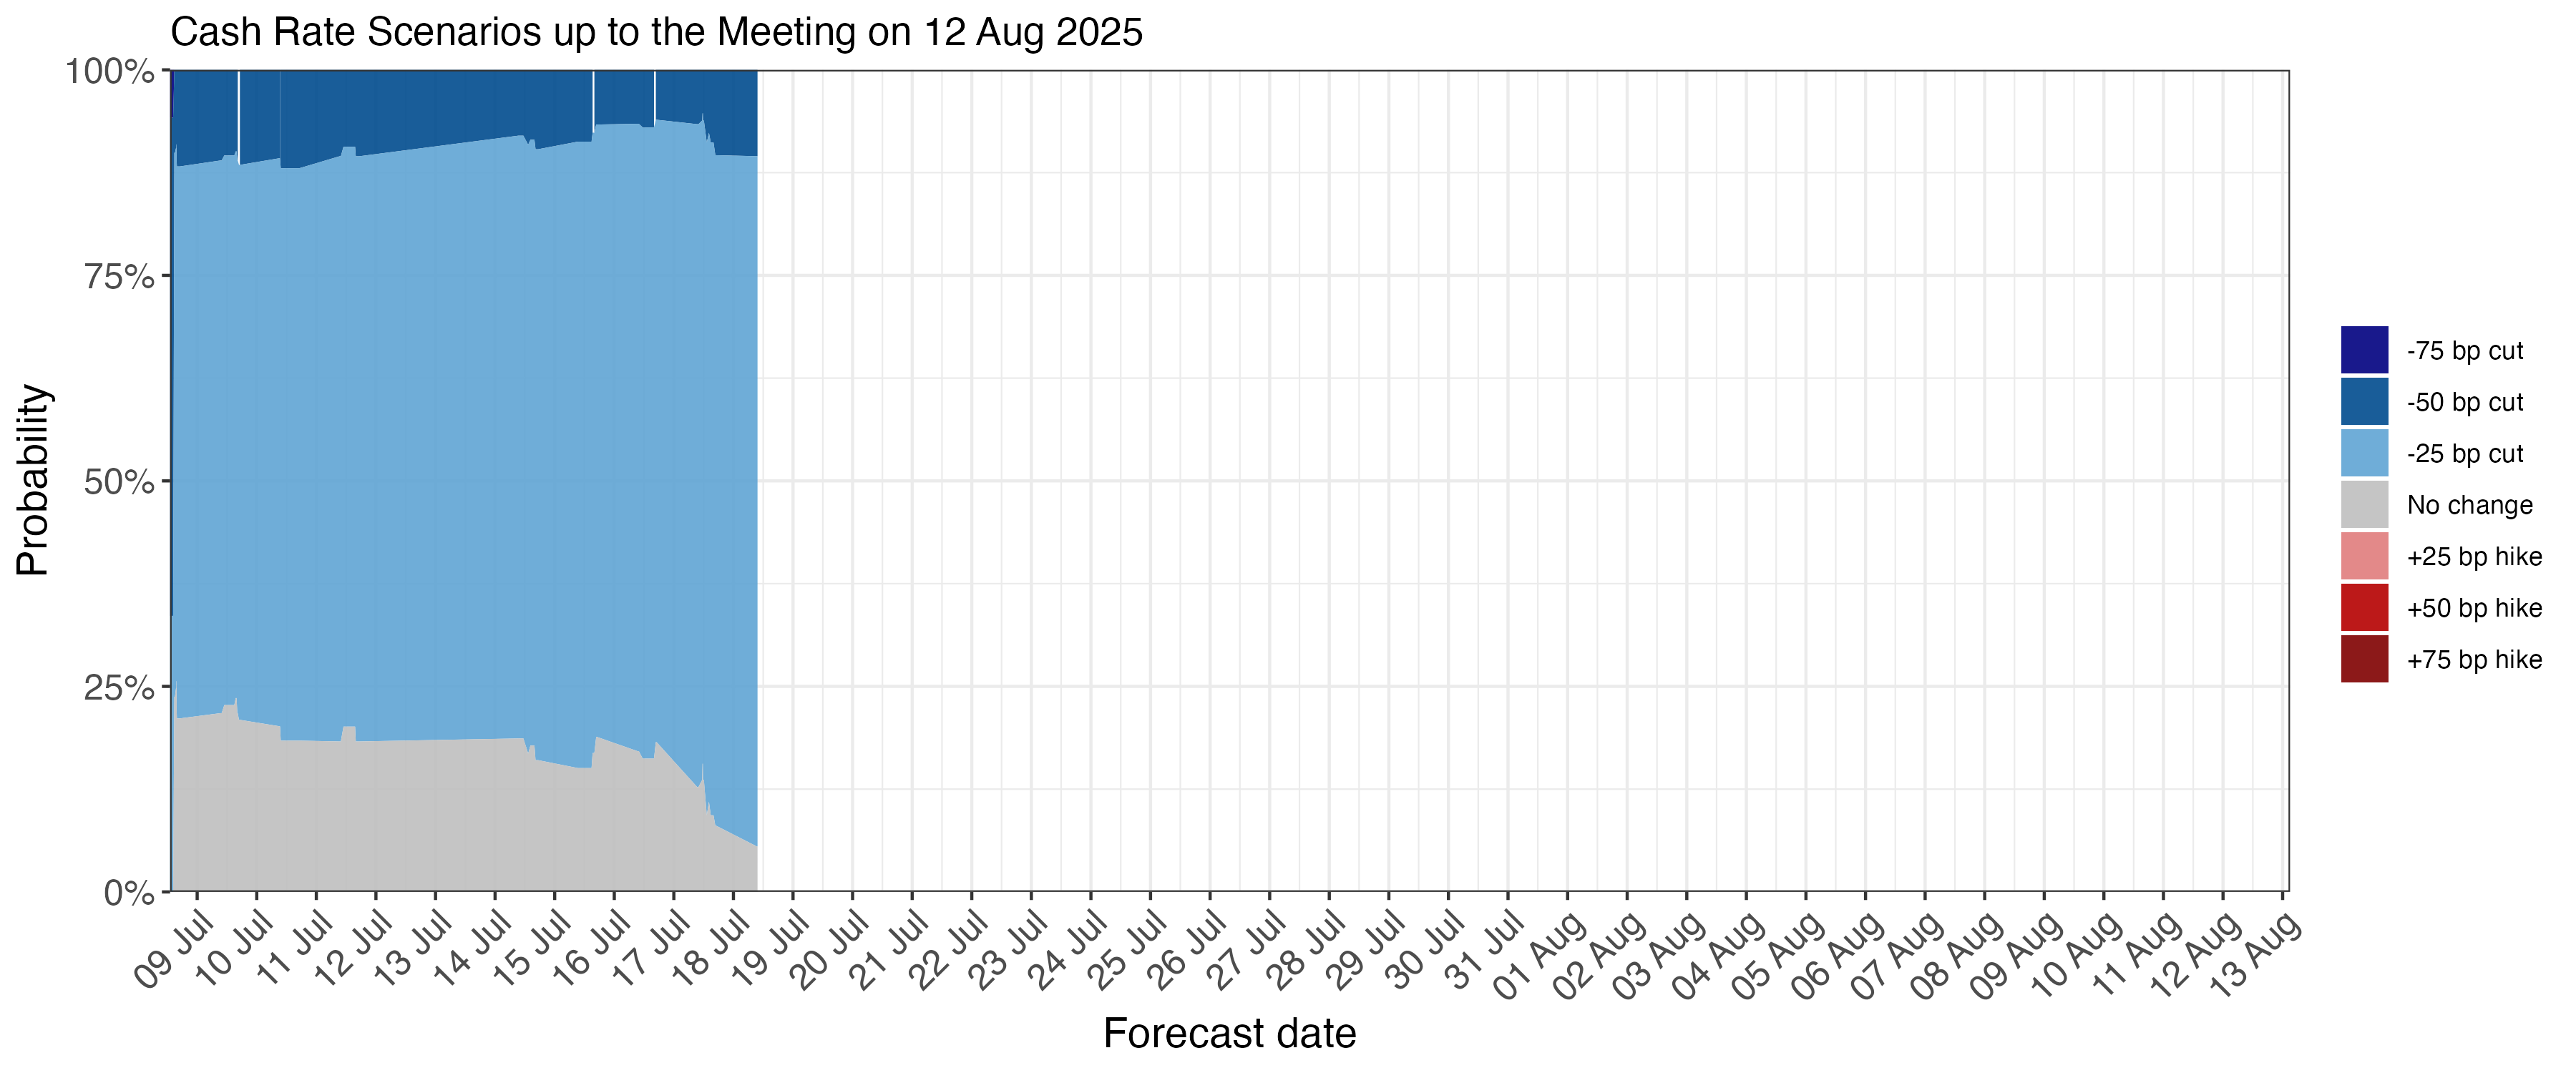 Cash Rate Scenarios up to the Meeting on 12 Aug 2025
100%
75%
50%
25%
0%
Probability
09 Jul
10 Jul
11 Jul
12 Jul
13 Jul
14 Jul
15 Jul
16 Jul
17 Jul
18 Jul
19 Jul
20 Jul
21 Jul
22 Jul
23 Jul
24 Jul
25 Jul
26 Jul
27 Jul
28 Jul
29 Jul
30 Jul
31 Jul
01 Aug
02 Aug
03 Aug
04 Aug
05 Aug
06 Aug
07 Aug
08 Aug
09 Aug
10 Aug
11 Aug
12 Aug
13 Aug
Forecast date
-75 bp cut
-50 bp cut
-25 bp cut
No change
+25 bp hike
+50 bp hike
+75 bp hike